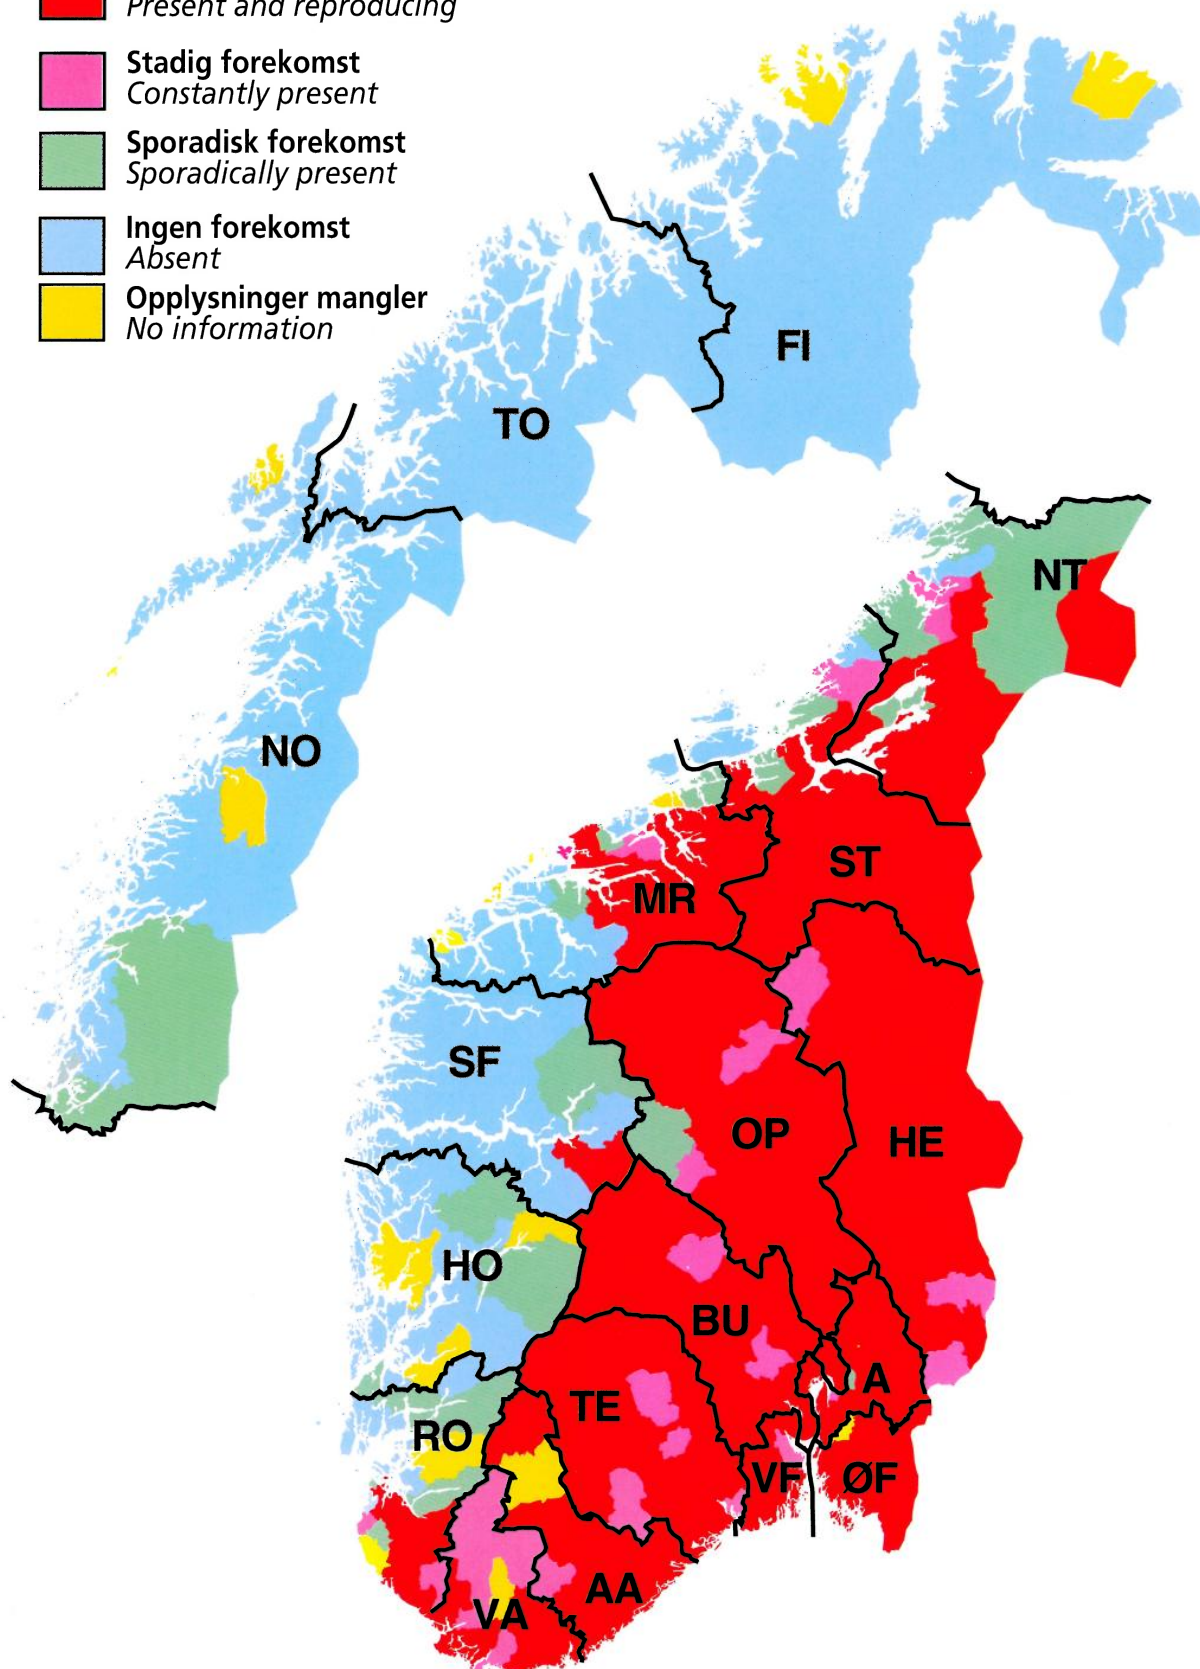 Present and reproducing
Stadig forekomst
Constantly present
Sporadisk forekomst
Sporadically present
Ingen forekomst
Absent
Opplysninger mangler
No information
FI
TO
NT
NO
ST
MR
SF
OP
HE
HO
BU
A
TE
RO
VF
ØF
AA
VA